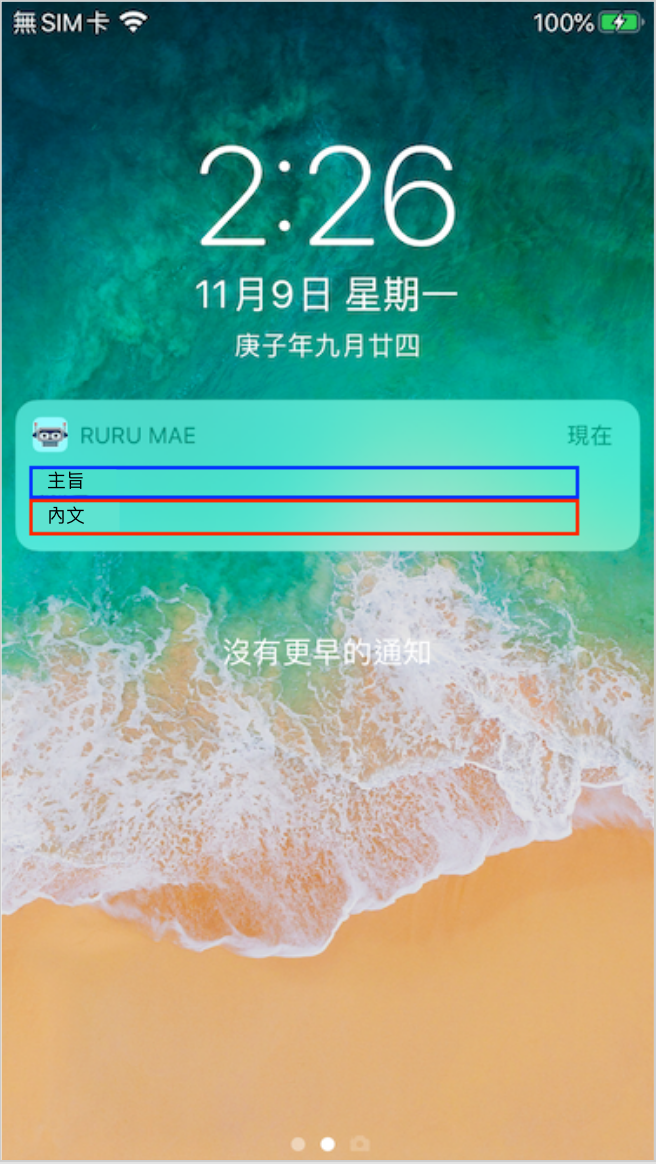 無SIM卡 100%
2:26
11月9日 星期一
庚子年九月廿四
RURU MAE 現在
主旨
內文
沒有更早的通知